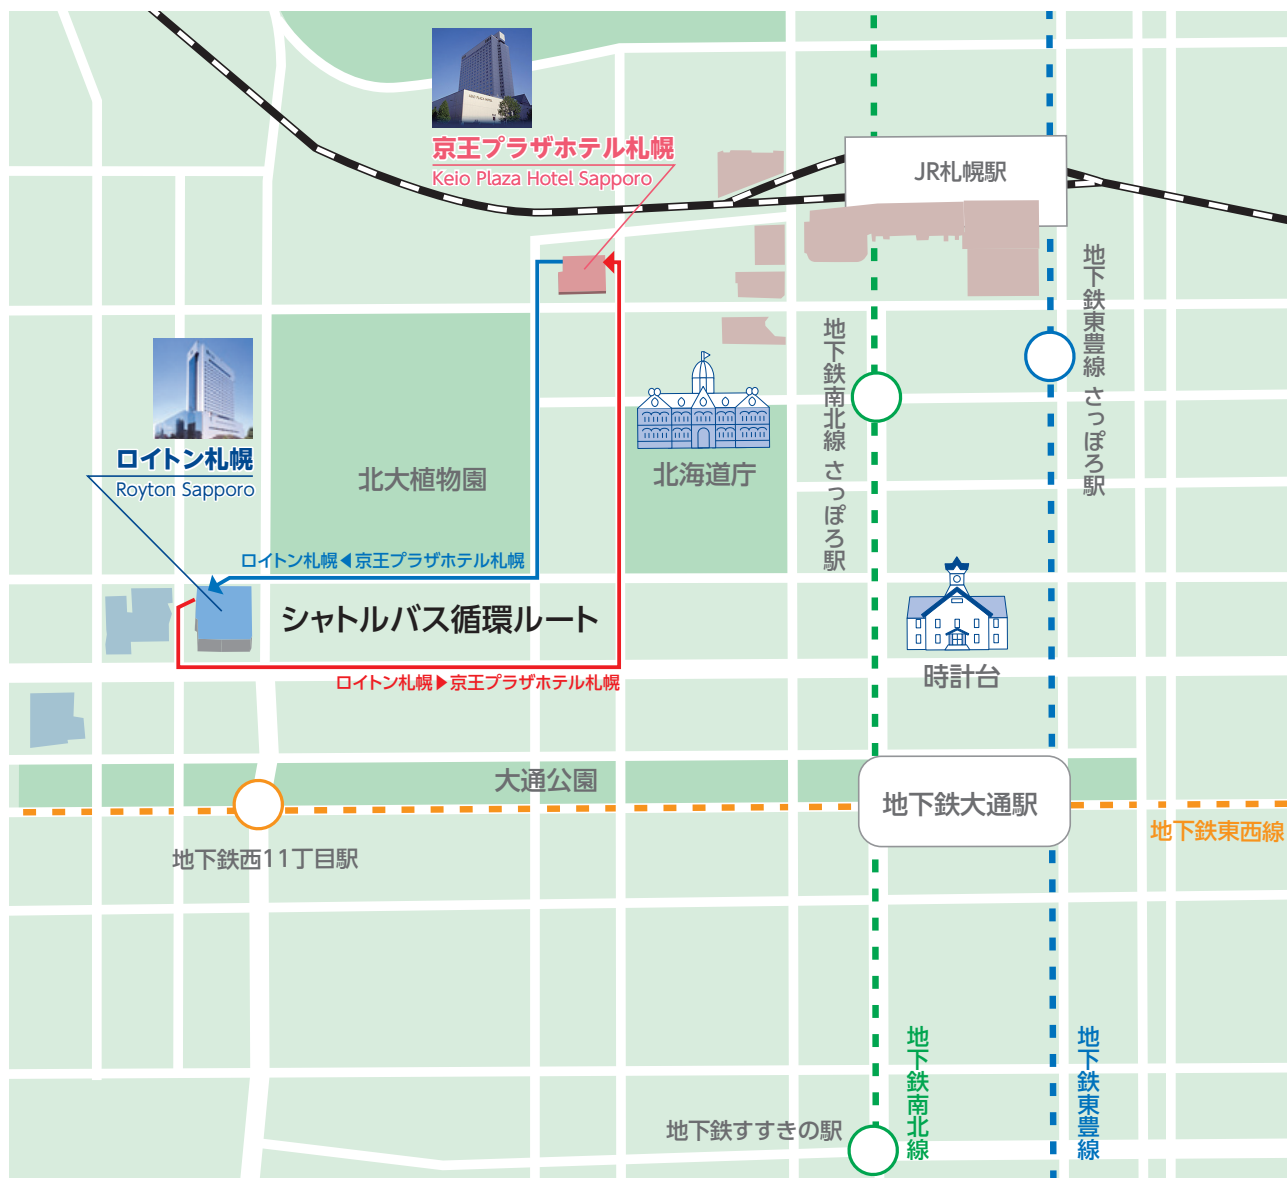 京王プラザホテル札幌
Keio Plaza Hotel Sapporo
JR札幌駅
地下鉄東豊線 さっぽろ駅
地下鉄南北線 さっぽろ駅
ロイトン札幌
Royton Sapporo
北大植物園
北海道庁
ロイトン札幌◀京王プラザホテル札幌
シャトルバス循環ルート
ロイトン札幌▶京王プラザホテル札幌
時計台
大通公園
地下鉄大通駅
地下鉄東西線
地下鉄西11丁目駅
地下鉄南北線
地下鉄東豊線
地下鉄すすきの駅